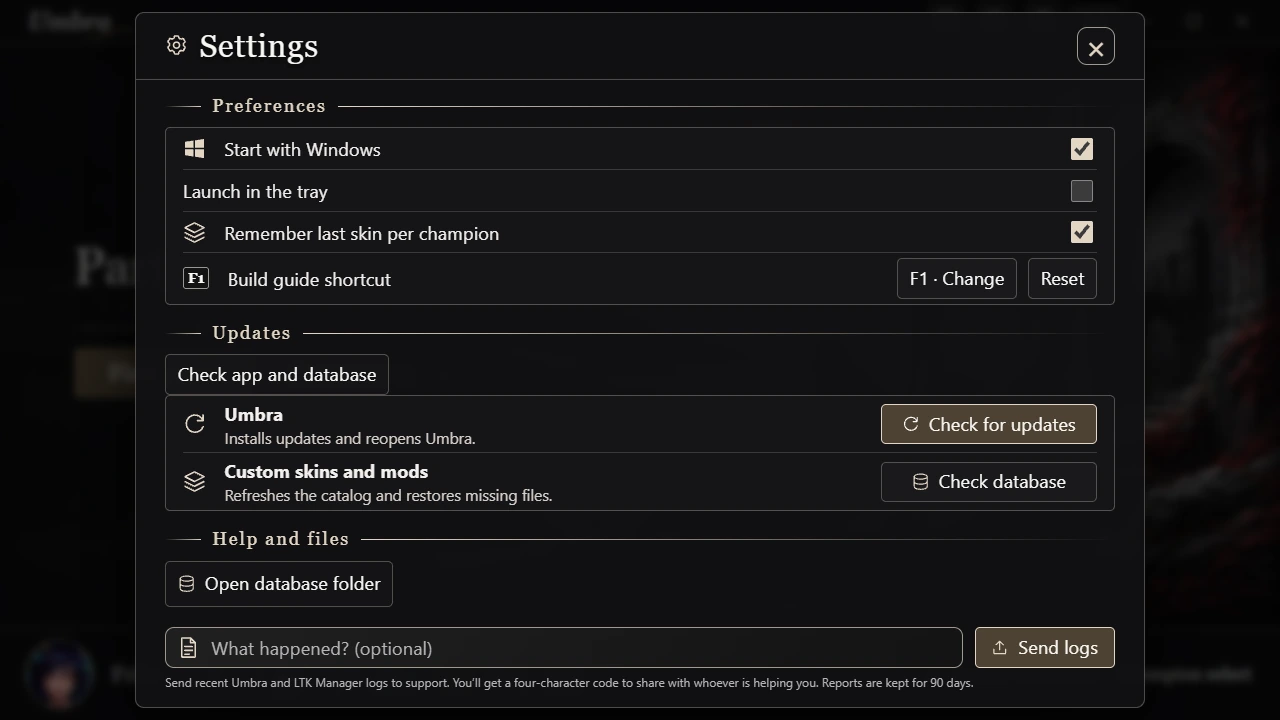 Umbra
Settings
Preferences
Start with Windows
Launch in the tray
Remember last skin per champion
F1 Build guide shortcut F1 · Change Reset
Updates
Check app and database
Umbra
Installs updates and reopens Umbra.
Check for updates
Custom skins and mods
Refreshes the catalog and restores missing files.
Check database
Help and files
Open database folder
What happened? (optional)
Send logs
Send recent Umbra and LTK Manager logs to support. You’ll get a four-character code to share with whoever is helping you. Reports are kept for 90 days.